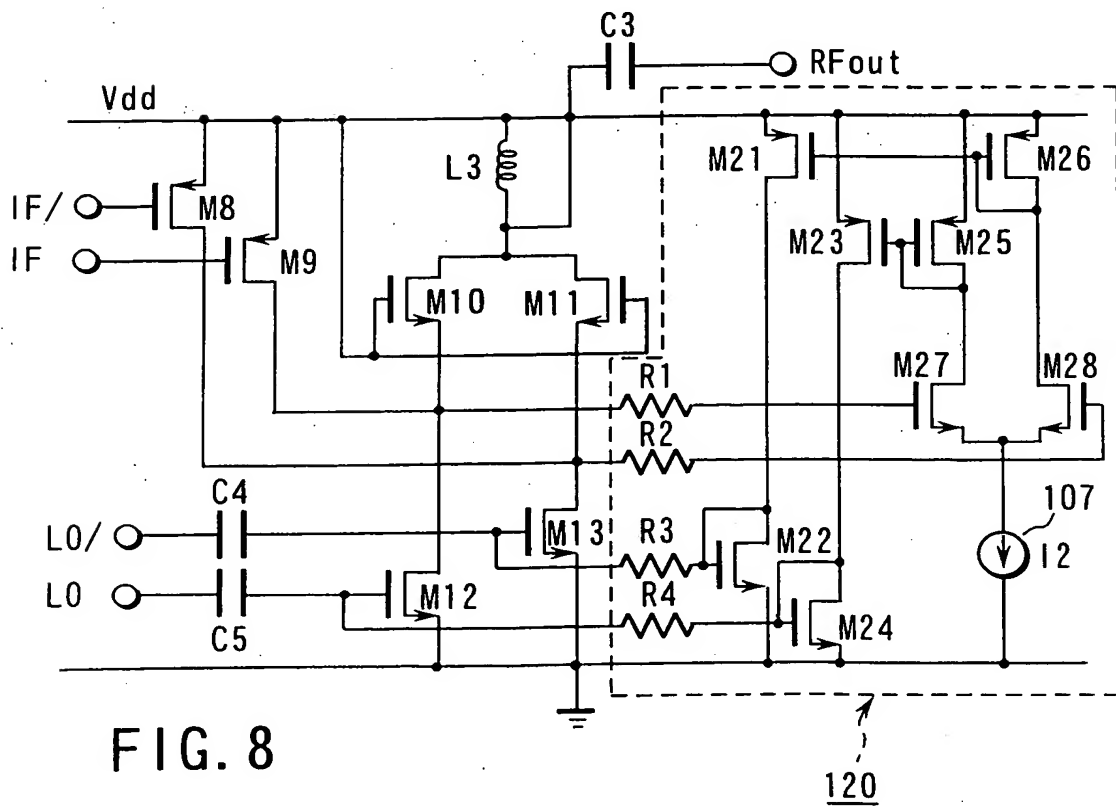 C3
RFout
Vdd
L3
M21
M26
IF/
M8
IF
M9
M23
M25
M10
M11
R1
M27
M28
R2
C4
107
LO/
M13
R3
M22
I2
LO
M12
R4
M24
C5
FIG. 8
120